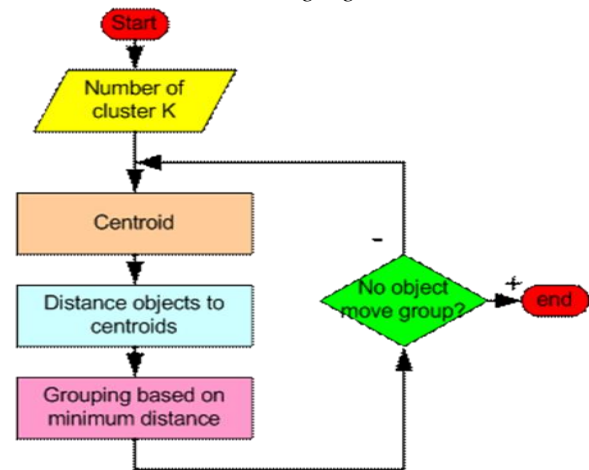 Start
Number of
cluster K
Centroid
Distance objects to
centroids
Grouping based on
minimum distance
-
No object
move group?
+
end